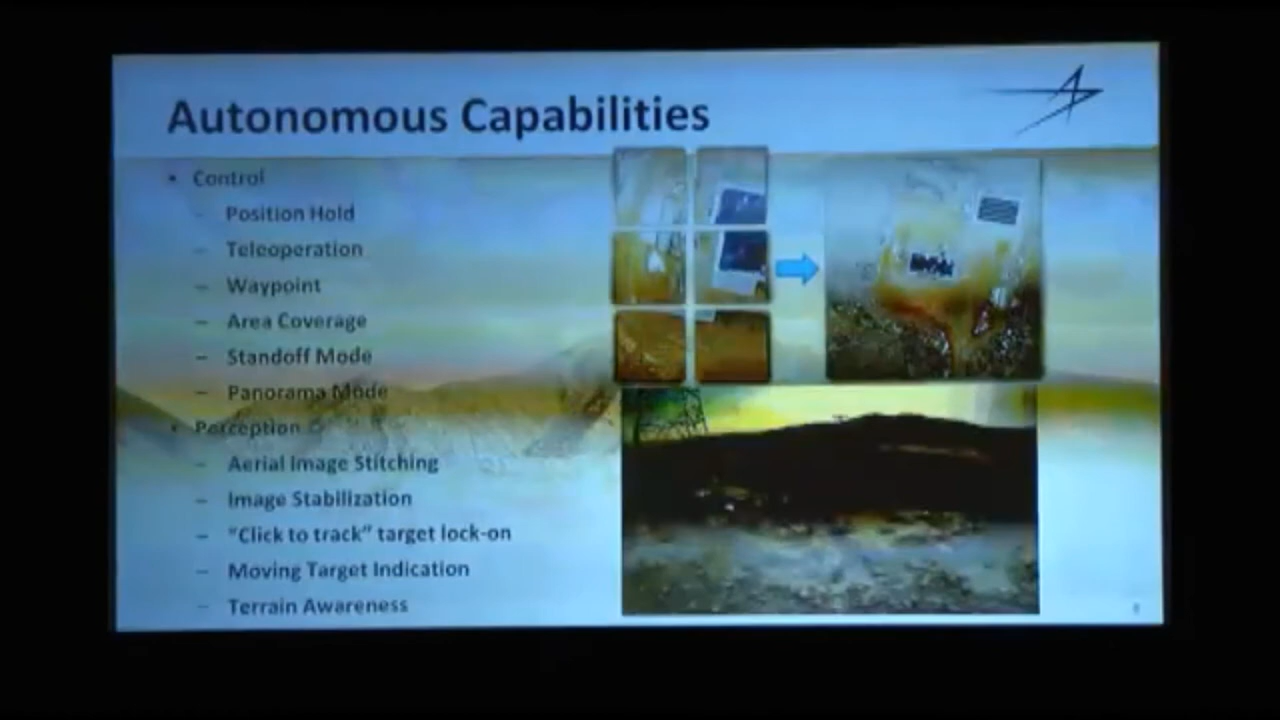 Autonomous Capabilities
• Control
– Position Hold
– Teleoperation
– Waypoint
– Area Coverage
– Standoff Mode
– Panorama Mode
• Perception
– Aerial Image Stitching
– Image Stabilization
– "Click to track" target lock-on
– Moving Target Indication
– Terrain Awareness